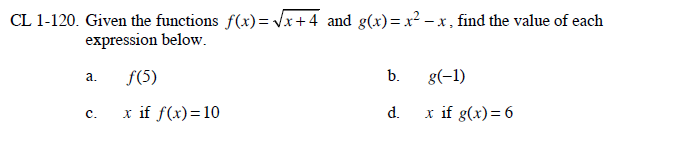 CL 1-120. Given the functions f(x) = √x + 4 and g(x) = x² – x, find the value of each
expression below.
a. f(5) b. g(–1)
c. x if f(x) = 10 d. x if g(x) = 6